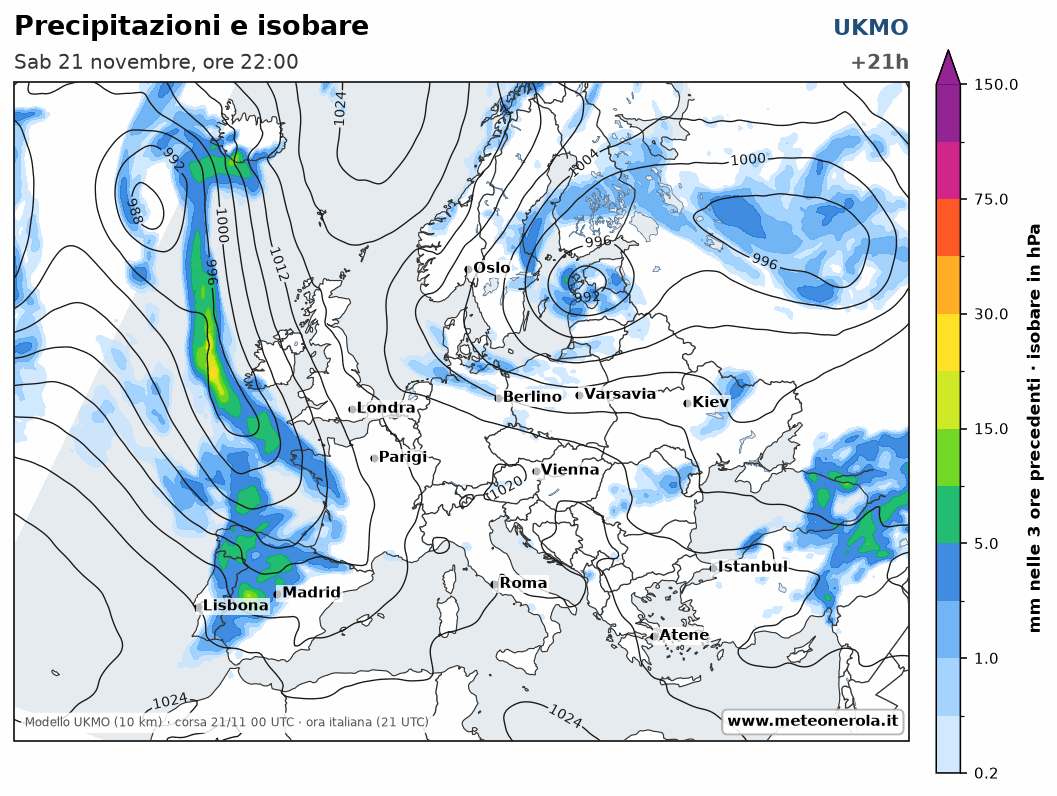 Precipitazioni e isobare
UKMO
Sab 21 novembre, ore 22:00
+21h
150.0
75.0
30.0
15.0
5.0
1.0
0.2
mm nelle 3 ore precedenti · isobare in hPa
1024
992
988
1000
996
1012
1004
1000
996
996
992
1020
1024
1024
Oslo
Londra
Berlino
Varsavia
Kiev
Parigi
Vienna
Istanbul
Roma
Madrid
Lisbona
Atene
Modello UKMO (10 km) · corsa 21/11 00 UTC · ora italiana (21 UTC)
www.meteonerola.it